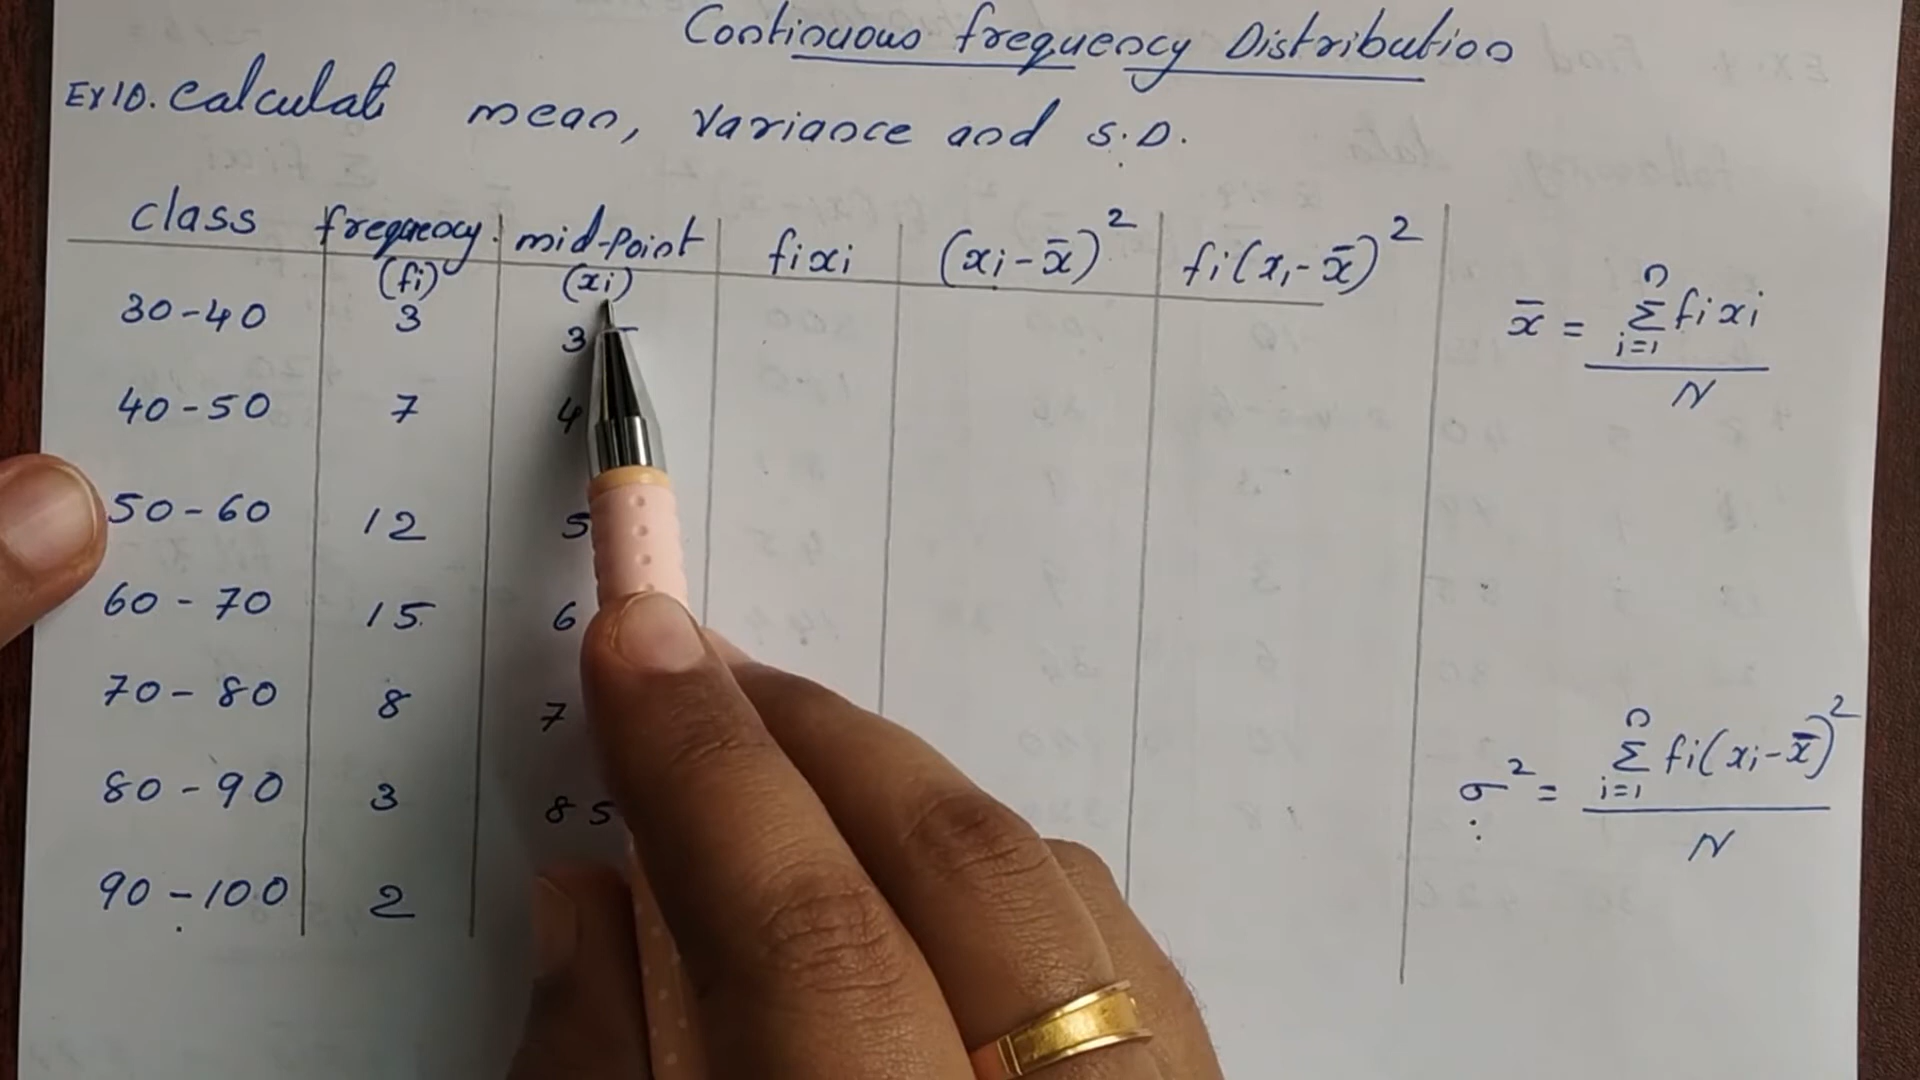 Continuous frequency Distribution
Ex10. Calculat mean, Variance and S.D.
class frequency. mid-Point fixi (xi - x̄)² fi(xi - x̄)²
(fi) (xi)
30-40 3 3
40-50 7 4
50-60 12 5
60-70 15 6
70-80 8 7
80-90 3 85
90-100 2
x̄ = n Σ i=1 fixi / N
σ² = n Σ i=1 fi(xi - x̄)² / N